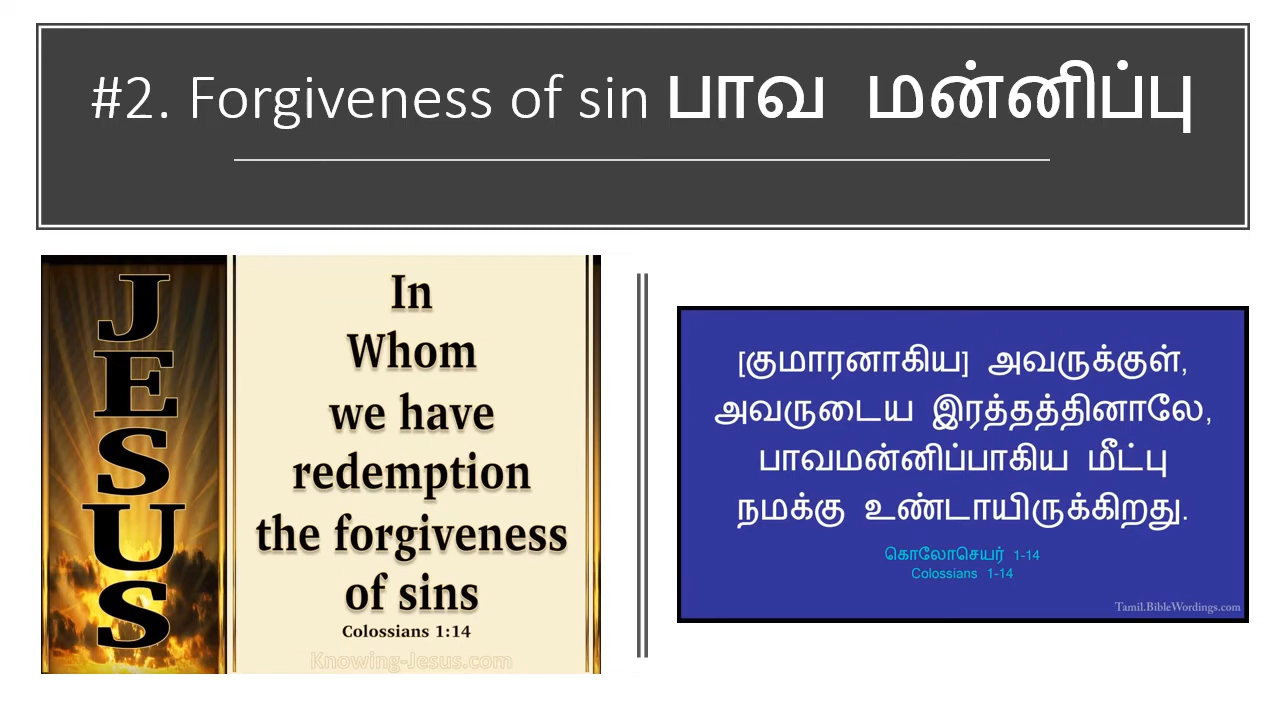 #2. Forgiveness of sin பாவ மன்னிப்பு
JESUS
In
Whom
we have
redemption
the forgiveness
of sins
Colossians 1:14
Knowing-Jesus.com
[குமாரனாகிய] அவருக்குள்,
அவருடைய இரத்தத்தினாலே,
பாவமன்னிப்பாகிய மீட்பு
நமக்கு உண்டாயிருக்கிறது.
கொலோசெயர் 1-14
Colossians 1-14
Tamil.BibleWordings.com